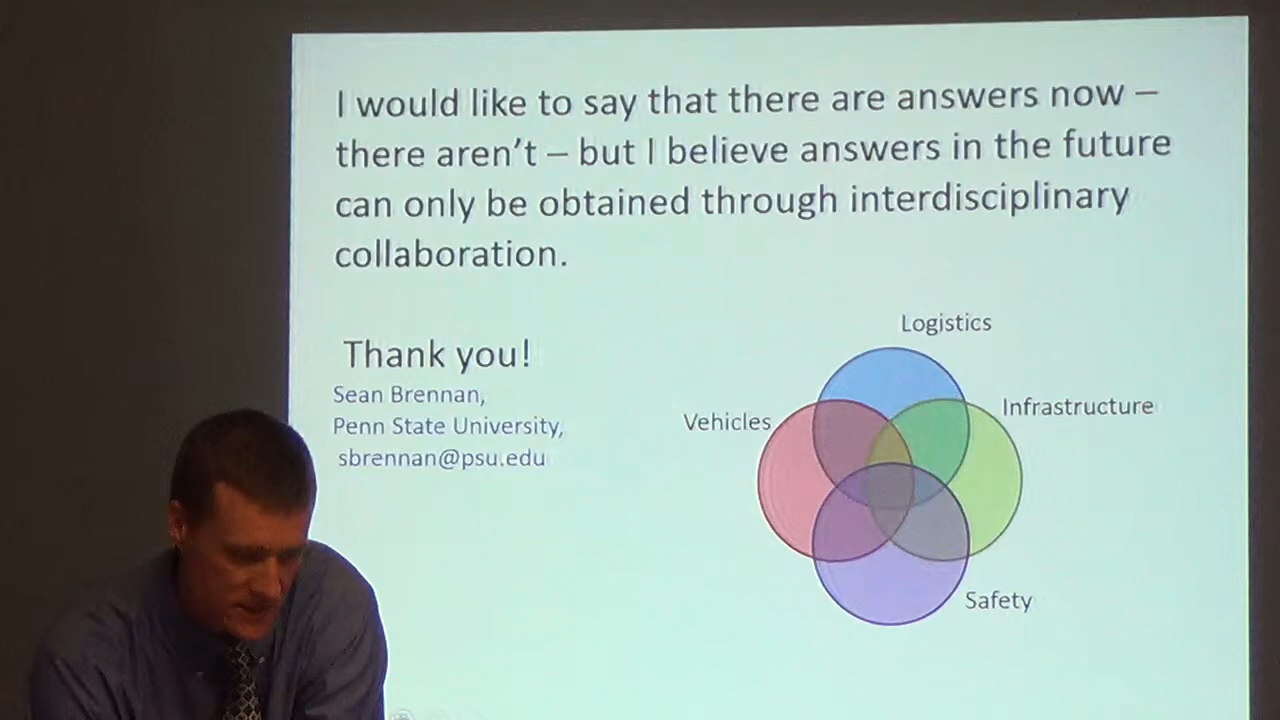 I would like to say that there are answers now –
there aren’t – but I believe answers in the future
can only be obtained through interdisciplinary
collaboration.
Thank you!
Sean Brennan,
Penn State University,
sbrennan@psu.edu
Logistics
Vehicles
Infrastructure
Safety